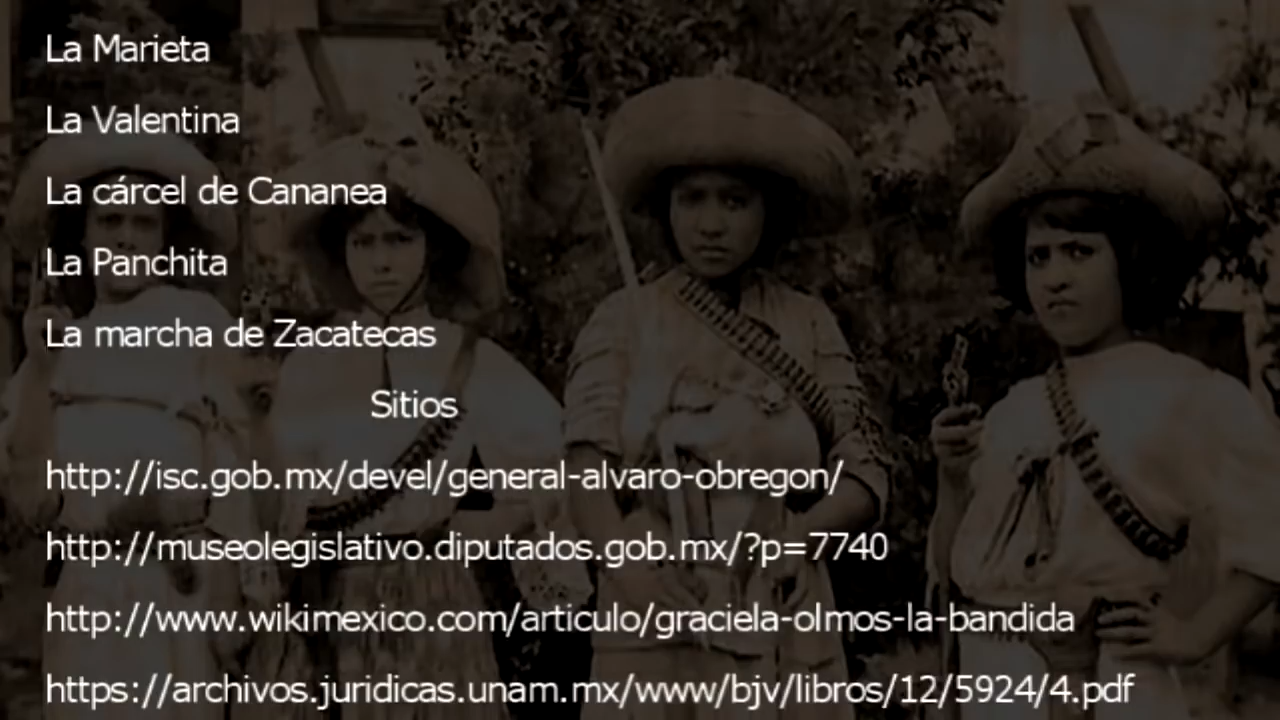 La Marieta
La Valentina
La cárcel de Cananea
La Panchita
La marcha de Zacatecas
Sitios
http://isc.gob.mx/devel/general-alvaro-obregon/
http://museolegislativo.diputados.gob.mx/?p=7740
http://www.wikimexico.com/articulo/graciela-olmos-la-bandida
https://archivos.juridicas.unam.mx/www/bjv/libros/12/5924/4.pdf